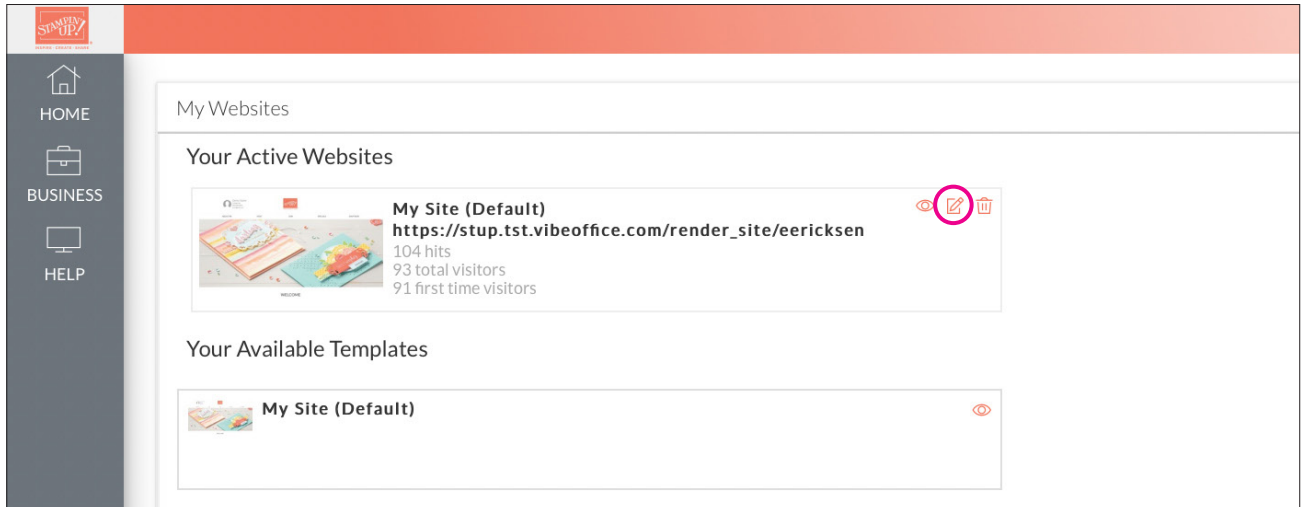 STAMPIN' UP!
HOME
BUSINESS
HELP
My Websites
Your Active Websites
My Site (Default)
https://stup.tst.vibeoffice.com/render_site/eericksen
104 hits
93 total visitors
91 first time visitors
WELCOME
Your Available Templates
My Site (Default)